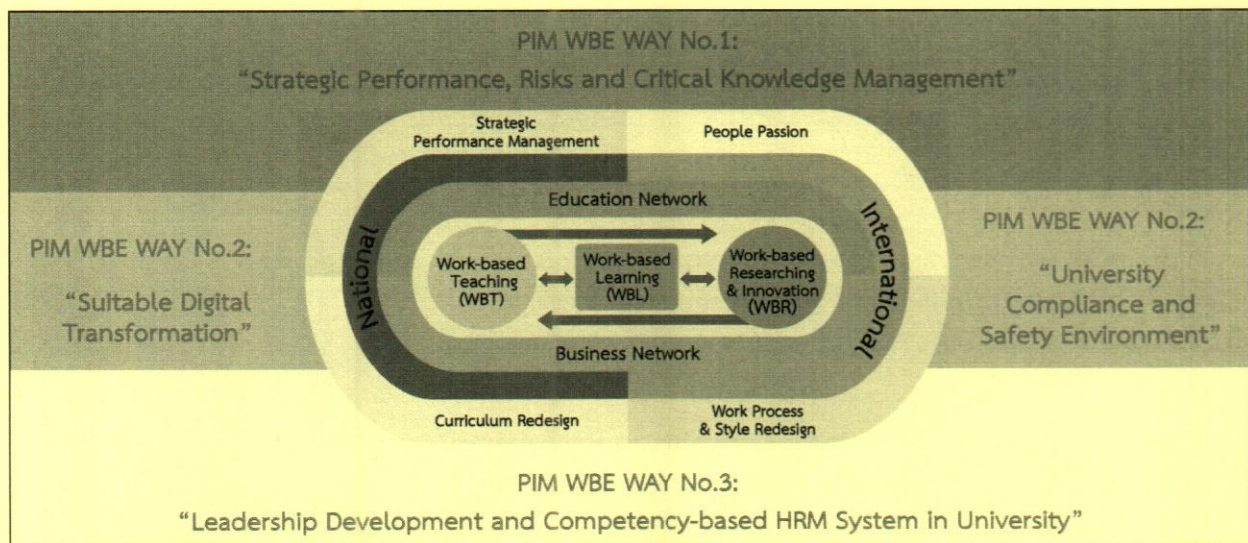 PIM WBE WAY No.1:
"Strategic Performance, Risks and Critical Knowledge Management"
Strategic
Performance Management
People Passion
PIM WBE WAY No.2:
"Suitable Digital
Transformation"
National
Education Network
Work-based
Teaching
(WBT)
Work-based
Learning
(WBL)
Work-based
Researching
& Innovation
(WBR)
Business Network
International
PIM WBE WAY No.2:
"University
Compliance and
Safety Environment"
Curriculum Redesign
Work Process
& Style Redesign
PIM WBE WAY No.3:
"Leadership Development and Competency-based HRM System in University"